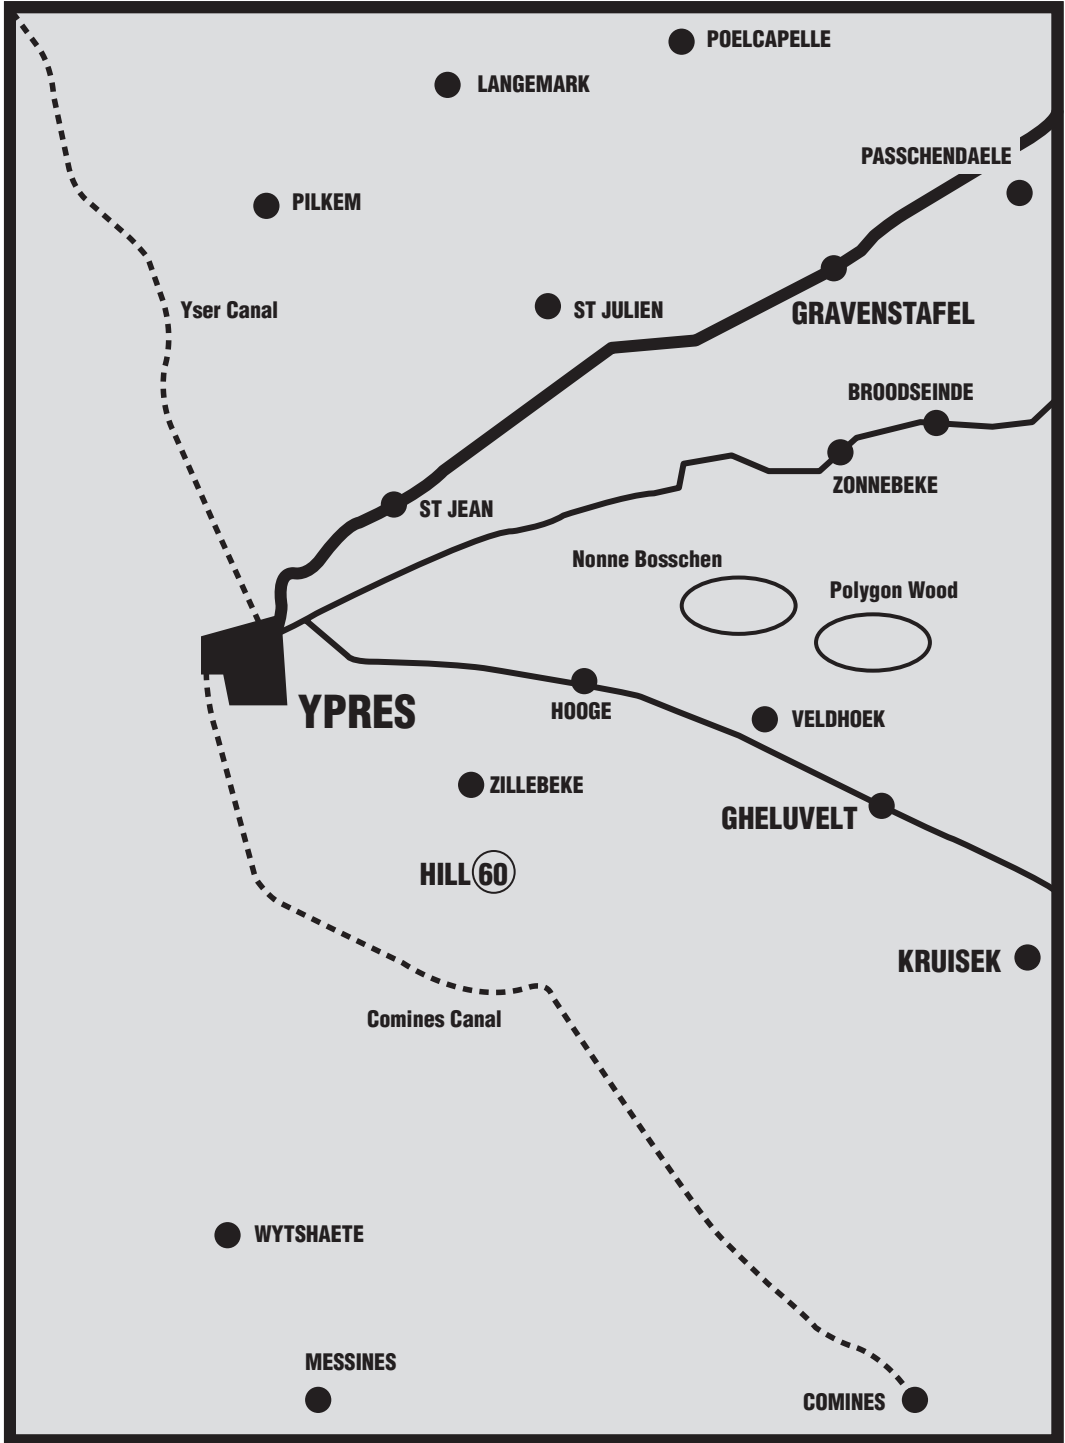 POELCAPELLE
LANGEMARK
PASSCHENDAELE
PILKEM
Yser Canal
ST JULIEN
GRAVENSTAFEL
BROODSEINDE
ZONNEBEKE
ST JEAN
Nonne Bosschen
Polygon Wood
YPRES
HOOGE
VELDHOEK
ZILLEBEKE
GHELUVELT
HILL 60
KRUISEK
Comines Canal
WYTSHAETE
MESSINES
COMINES